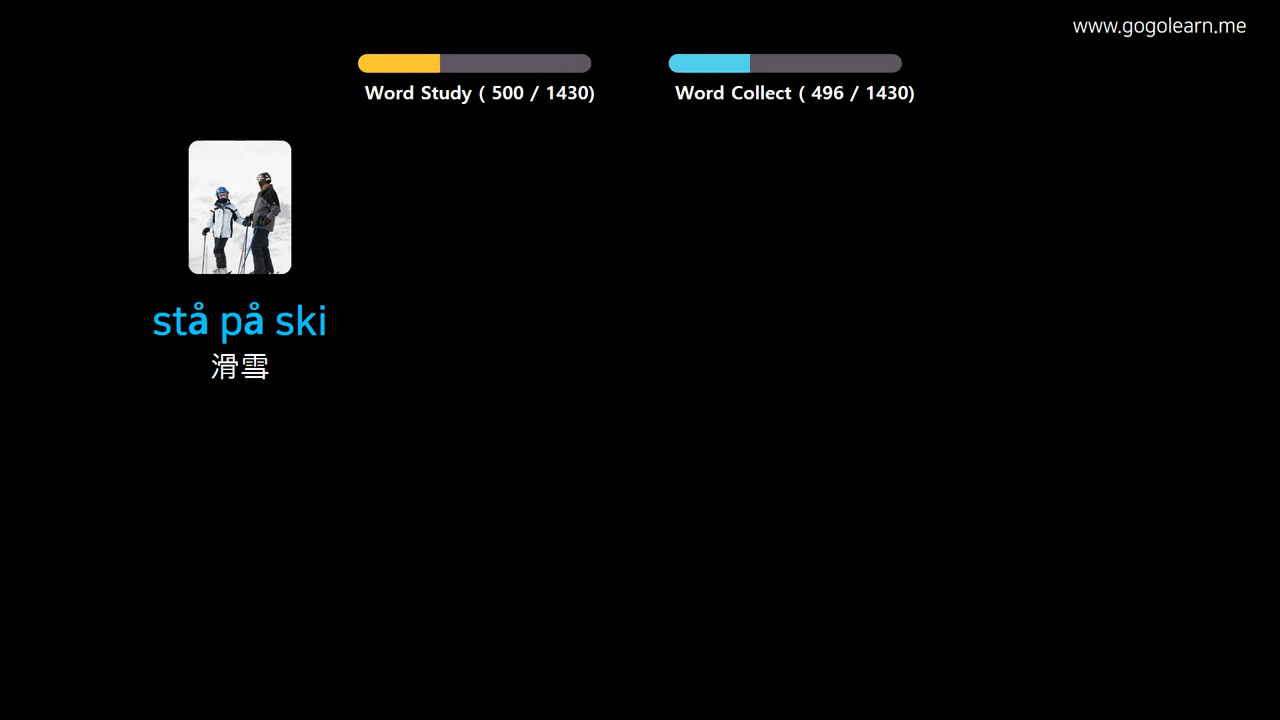 www.gogolearn.me
Word Study ( 500 / 1430)
Word Collect ( 496 / 1430)
stå på ski
滑雪